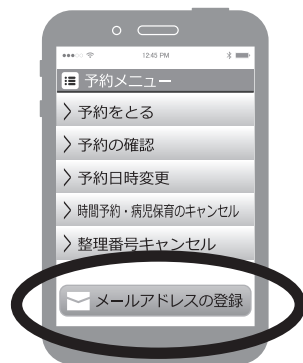 12:45 PM
予約メニュー
予約をとる
予約の確認
予約日時変更
時間予約・病児保育のキャンセル
整理番号キャンセル
メールアドレスの登録